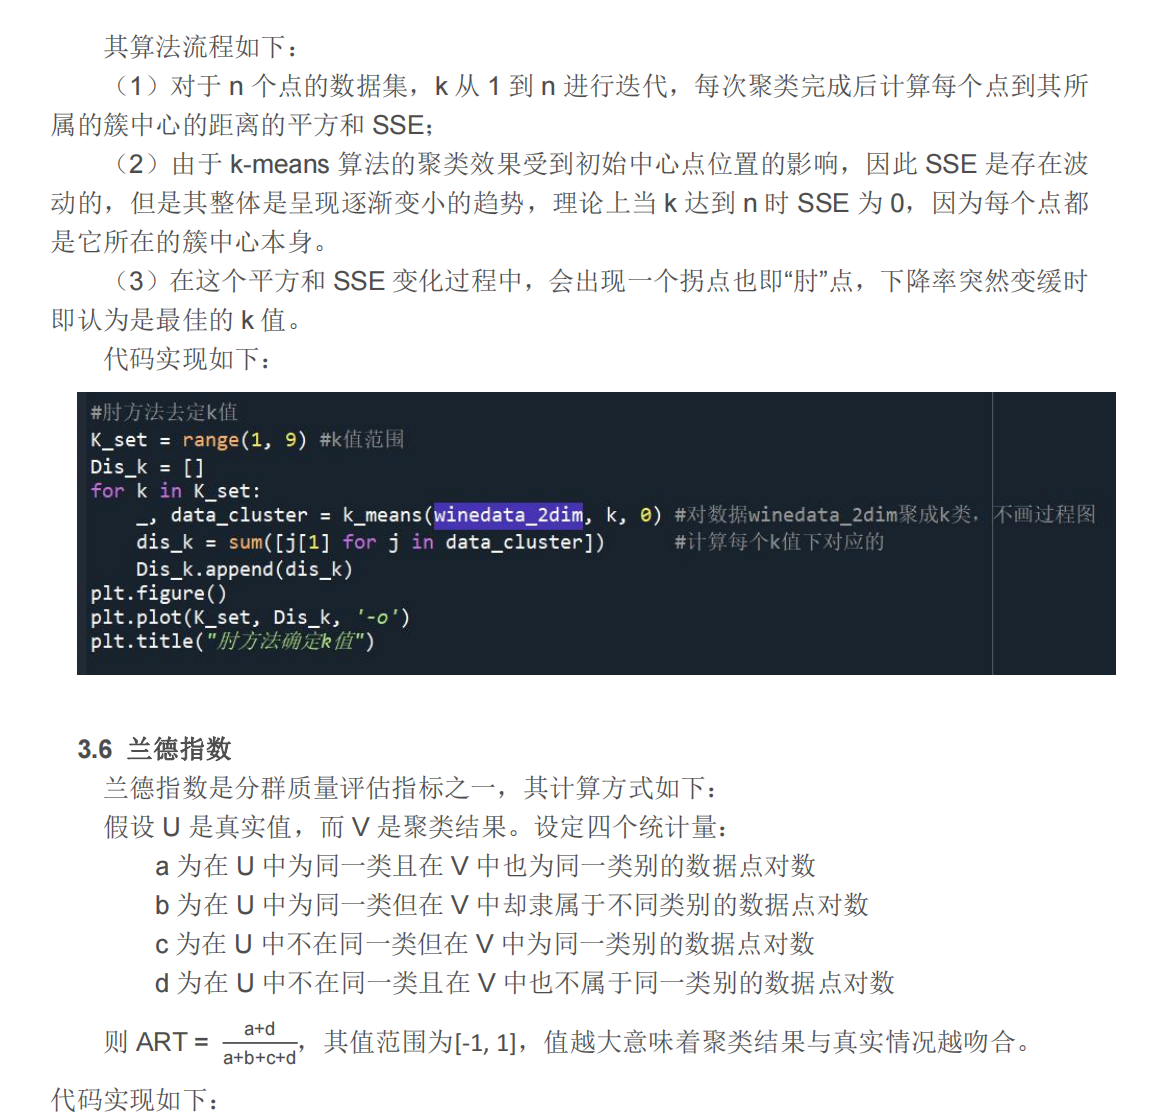 其算法流程如下：
（1）对于 n 个点的数据集，k 从 1 到 n 进行迭代，每次聚类完成后计算每个点到其所
属的簇中心的距离的平方和 SSE；
（2）由于 k-means 算法的聚类效果受到初始中心点位置的影响，因此 SSE 是存在波
动的，但是其整体是呈现逐渐变小的趋势，理论上当 k 达到 n 时 SSE 为 0，因为每个点都
是它所在的簇中心本身。
（3）在这个平方和 SSE 变化过程中，会出现一个拐点也即“肘”点，下降率突然变缓时
即认为是最佳的 k 值。
代码实现如下：
#肘方法去定k值
K_set = range(1, 9) #k值范围
Dis_k = []
for k in K_set:
    _, data_cluster = k_means(winedata_2dim, k, 0) #对数据winedata_2dim聚成k类，不画过程图
    dis_k = sum([j[1] for j in data_cluster])      #计算每个k值下对应的
    Dis_k.append(dis_k)
plt.figure()
plt.plot(K_set, Dis_k, '-o')
plt.title("肘方法确定k值")
3.6 兰德指数
兰德指数是分群质量评估指标之一，其计算方式如下：
假设 U 是真实值，而 V 是聚类结果。设定四个统计量：
a 为在 U 中为同一类且在 V 中也为同一类别的数据点对数
b 为在 U 中为同一类但在 V 中却隶属于不同类别的数据点对数
c 为在 U 中不在同一类但在 V 中为同一类别的数据点对数
d 为在 U 中不在同一类且在 V 中也不属于同一类别的数据点对数
则 ART = a+d / a+b+c+d，其值范围为[-1, 1]，值越大意味着聚类结果与真实情况越吻合。
代码实现如下：